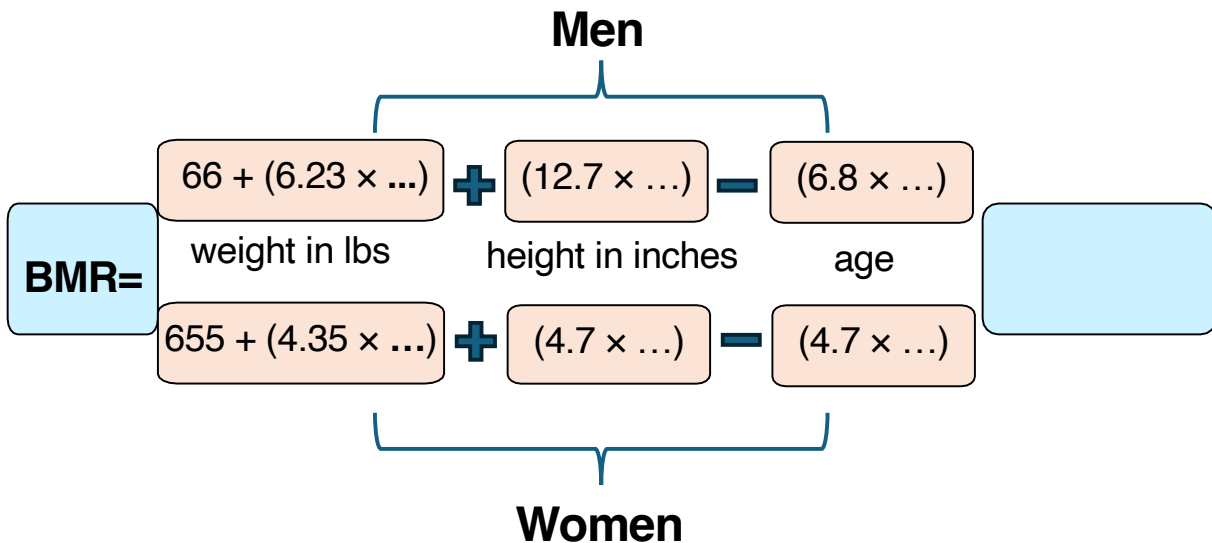 Men
66 + (6.23 × ...) + (12.7 × …) − (6.8 × …)
weight in lbs height in inches age
BMR=
655 + (4.35 × ...) + (4.7 × …) − (4.7 × …)
Women